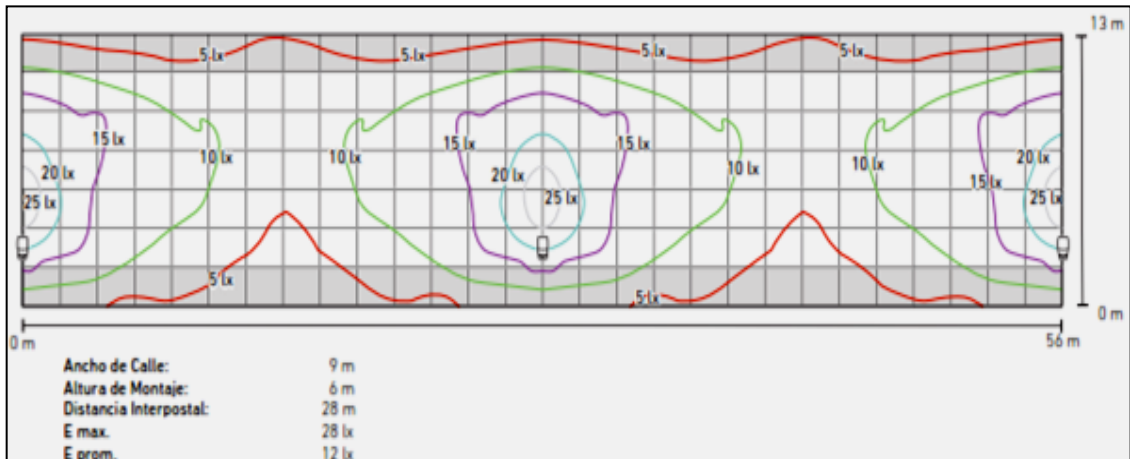 13 m
5 lx 5 lx 5 lx 5 lx
15 lx 10 lx 10 lx 15 lx 15 lx 10 lx 10 lx 20 lx
20 lx 20 lx 15 lx
25 lx 25 lx 25 lx
5 lx 5 lx
0 m
0 m 56 m
Ancho de Calle: 9 m
Altura de Montaje: 6 m
Distancia Interpostal: 28 m
E max. 28 lx
E prom. 12 lx